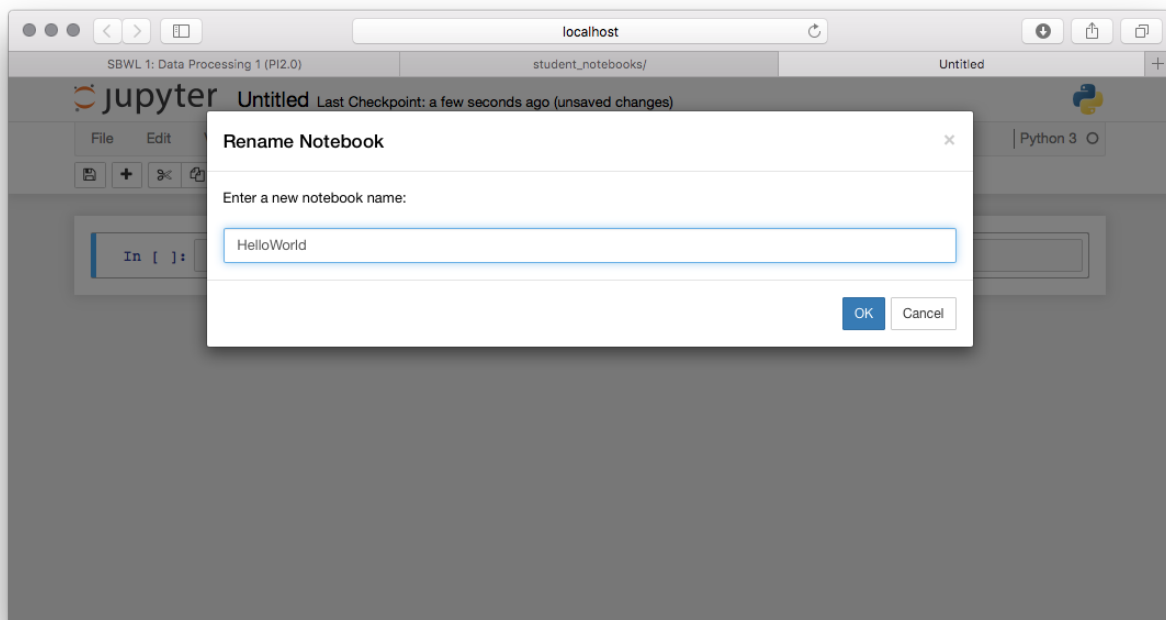 localhost
SBWL 1: Data Processing 1 (PI2.0) student_notebooks/ Untitled
jupyter Untitled Last Checkpoint: a few seconds ago (unsaved changes)
File Edit Python 3
Rename Notebook
Enter a new notebook name:
In [ ]: HelloWorld
OK Cancel